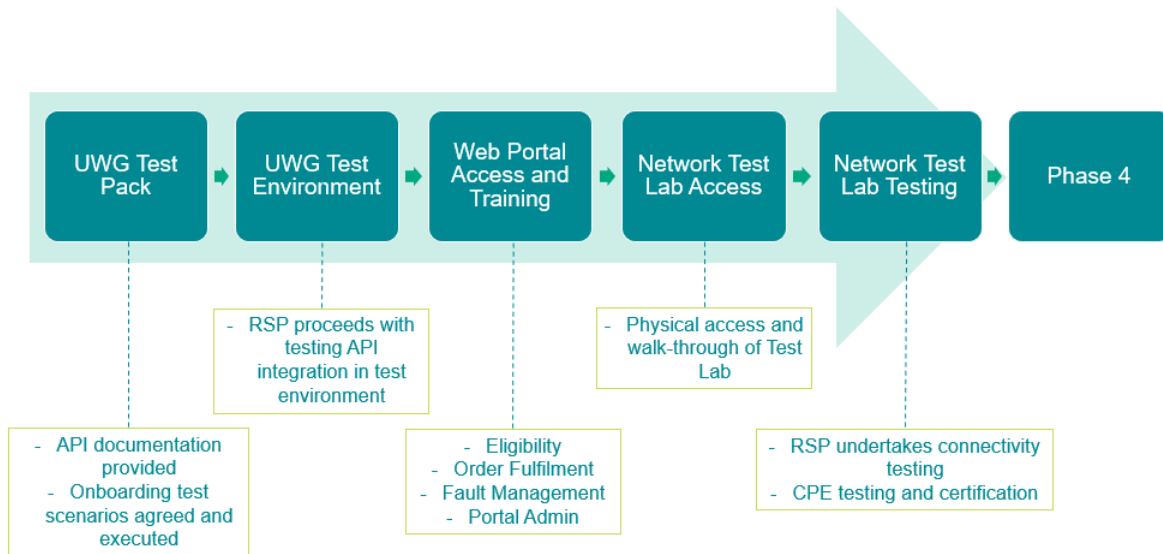 UWG Test
Pack
UWG Test
Environment
Web Portal
Access and
Training
Network Test
Lab Access
Network Test
Lab Testing
Phase 4
- RSP proceeds with
testing API
integration in test
environment
- Physical access and
walk-through of Test
Lab
- API documentation
provided
- Onboarding test
scenarios agreed and
executed
- Eligibility
- Order Fulfilment
- Fault Management
- Portal Admin
- RSP undertakes connectivity
testing
- CPE testing and certification